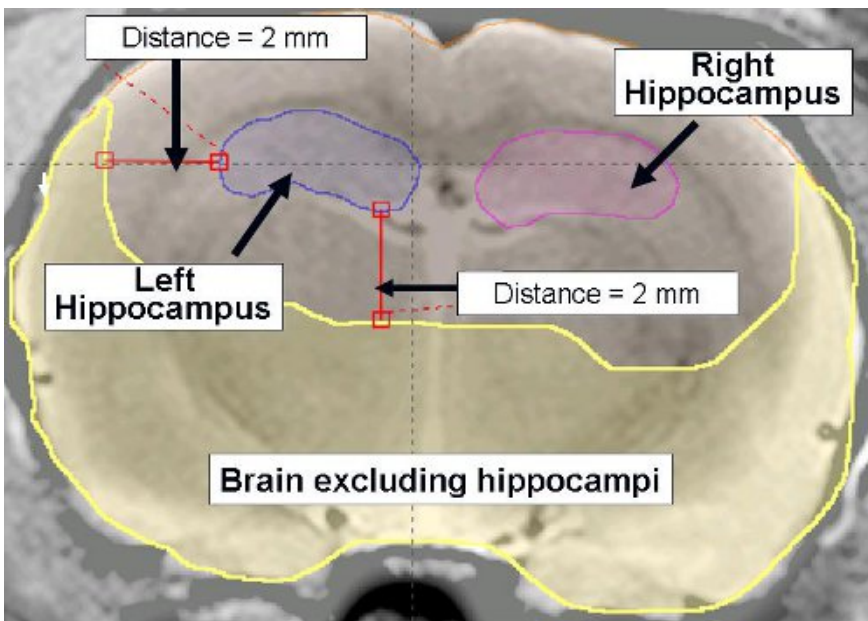 Distance = 2 mm
Right
Hippocampus
Left
Hippocampus
Distance = 2 mm
Brain excluding hippocampi